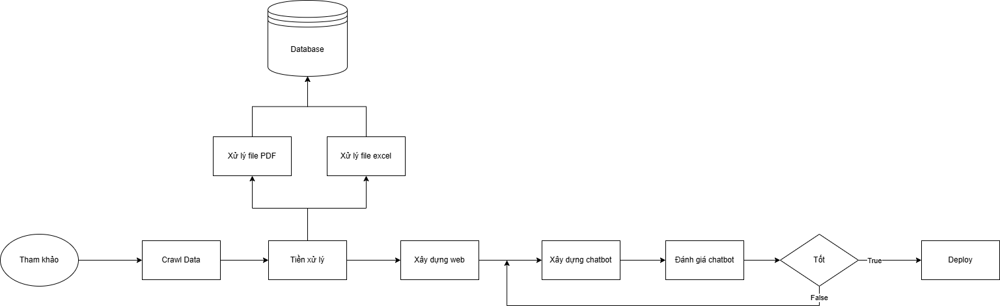 Database
Xử lý file PDF
Xử lý file excel
Tham khảo
Crawl Data
Tiền xử lý
Xây dựng web
Xây dựng chatbot
Đánh giá chatbot
Tốt
True
Deploy
False